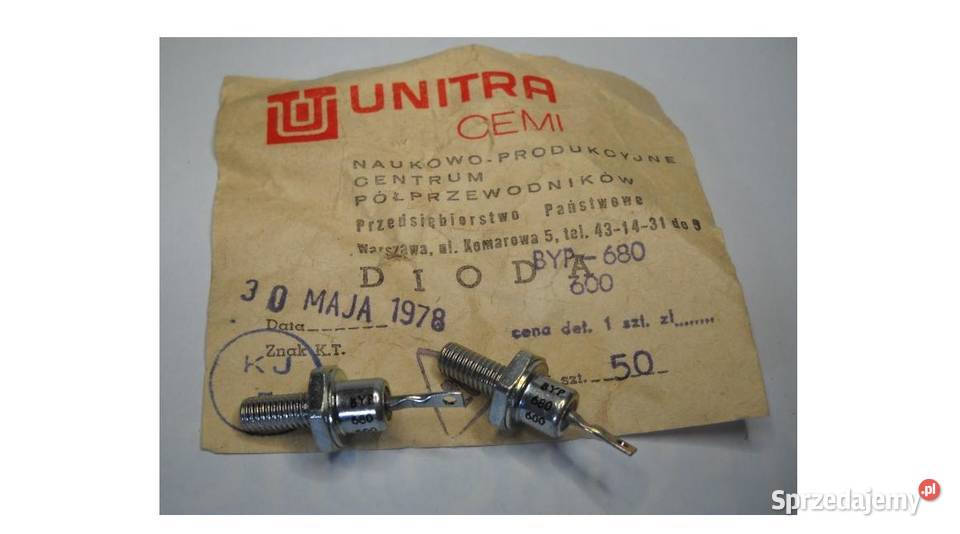 UNITRA
CEMI
NAUKOWO-PRODUKCYJNE
CENTRUM
PÓŁPRZEWODNIKÓW
Przedsiębiorstwo Państwowe
Warszawa, ul. Komarowa 5, tel. 43-14-31 do 9
DIODA BYP-680
600
30 MAJA 1978
Data
cena det. 1 szt. zł
Znak K.T.
KJ
szt. 50
BYP
680
600
BYP
680
600
Sprzedajemy.pl